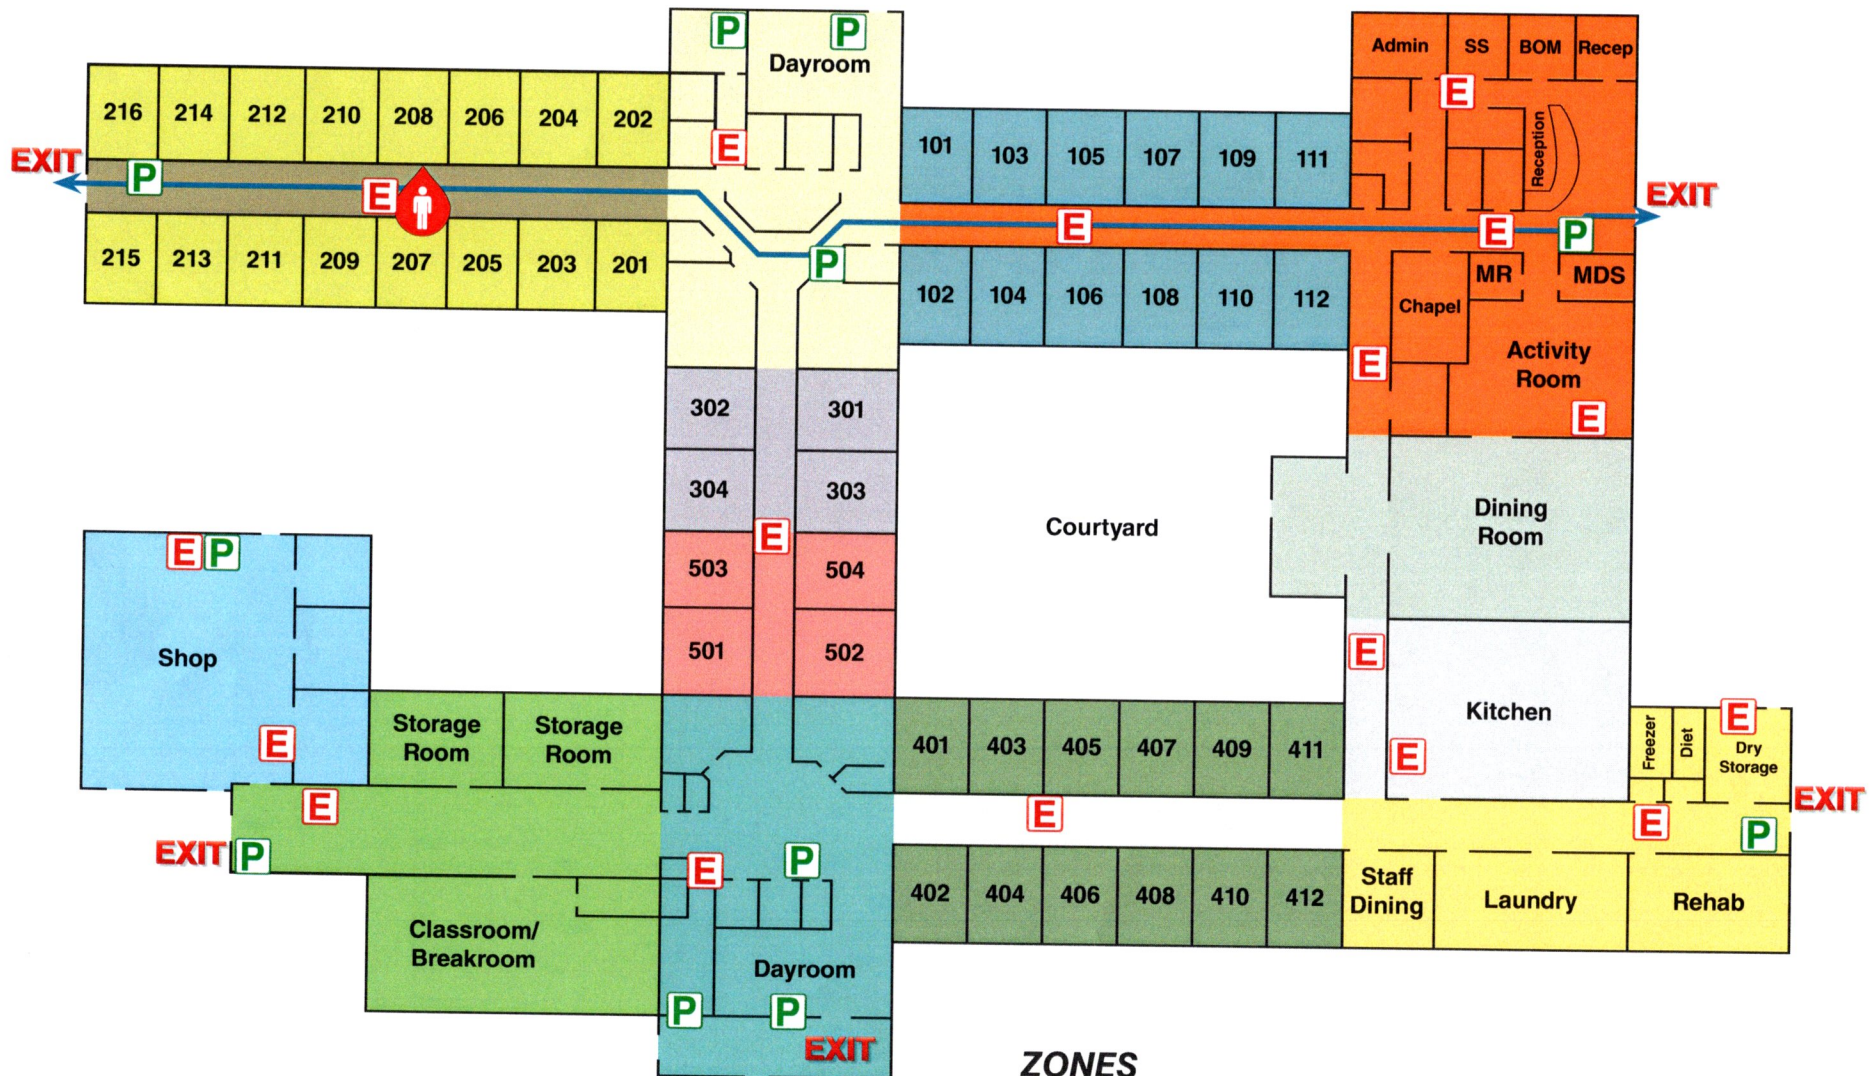 P
P
Dayroom
Admin
SS
BOM
Recep
E
216
214
212
210
208
206
204
202
E
101
103
105
107
109
111
Reception
EXIT
P
E
EXIT
E
E
P
215
213
211
209
207
205
203
201
P
102
104
106
108
110
112
MR
MDS
Chapel
E
Activity
Room
E
302
301
304
303
E
Courtyard
Dining
Room
E
P
503
504
Shop
501
502
E
Kitchen
Storage
Room
Storage
Room
E
401
403
405
407
409
411
E
Freezer
Diet
E
Dry
Storage
E
EXIT
P
E
E
P
EXIT
E
P
402
404
406
408
410
412
Staff
Dining
Laundry
Rehab
Classroom/
Breakroom
Dayroom
P
P
EXIT
ZONES